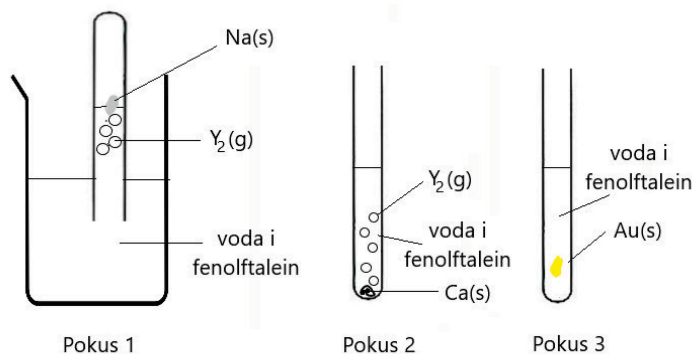 Na(s)
Y₂(g)
voda i
fenolftalein
Pokus 1
Y₂(g)
voda i
fenolftalein
Ca(s)
Pokus 2
voda i
fenolftalein
Au(s)
Pokus 3